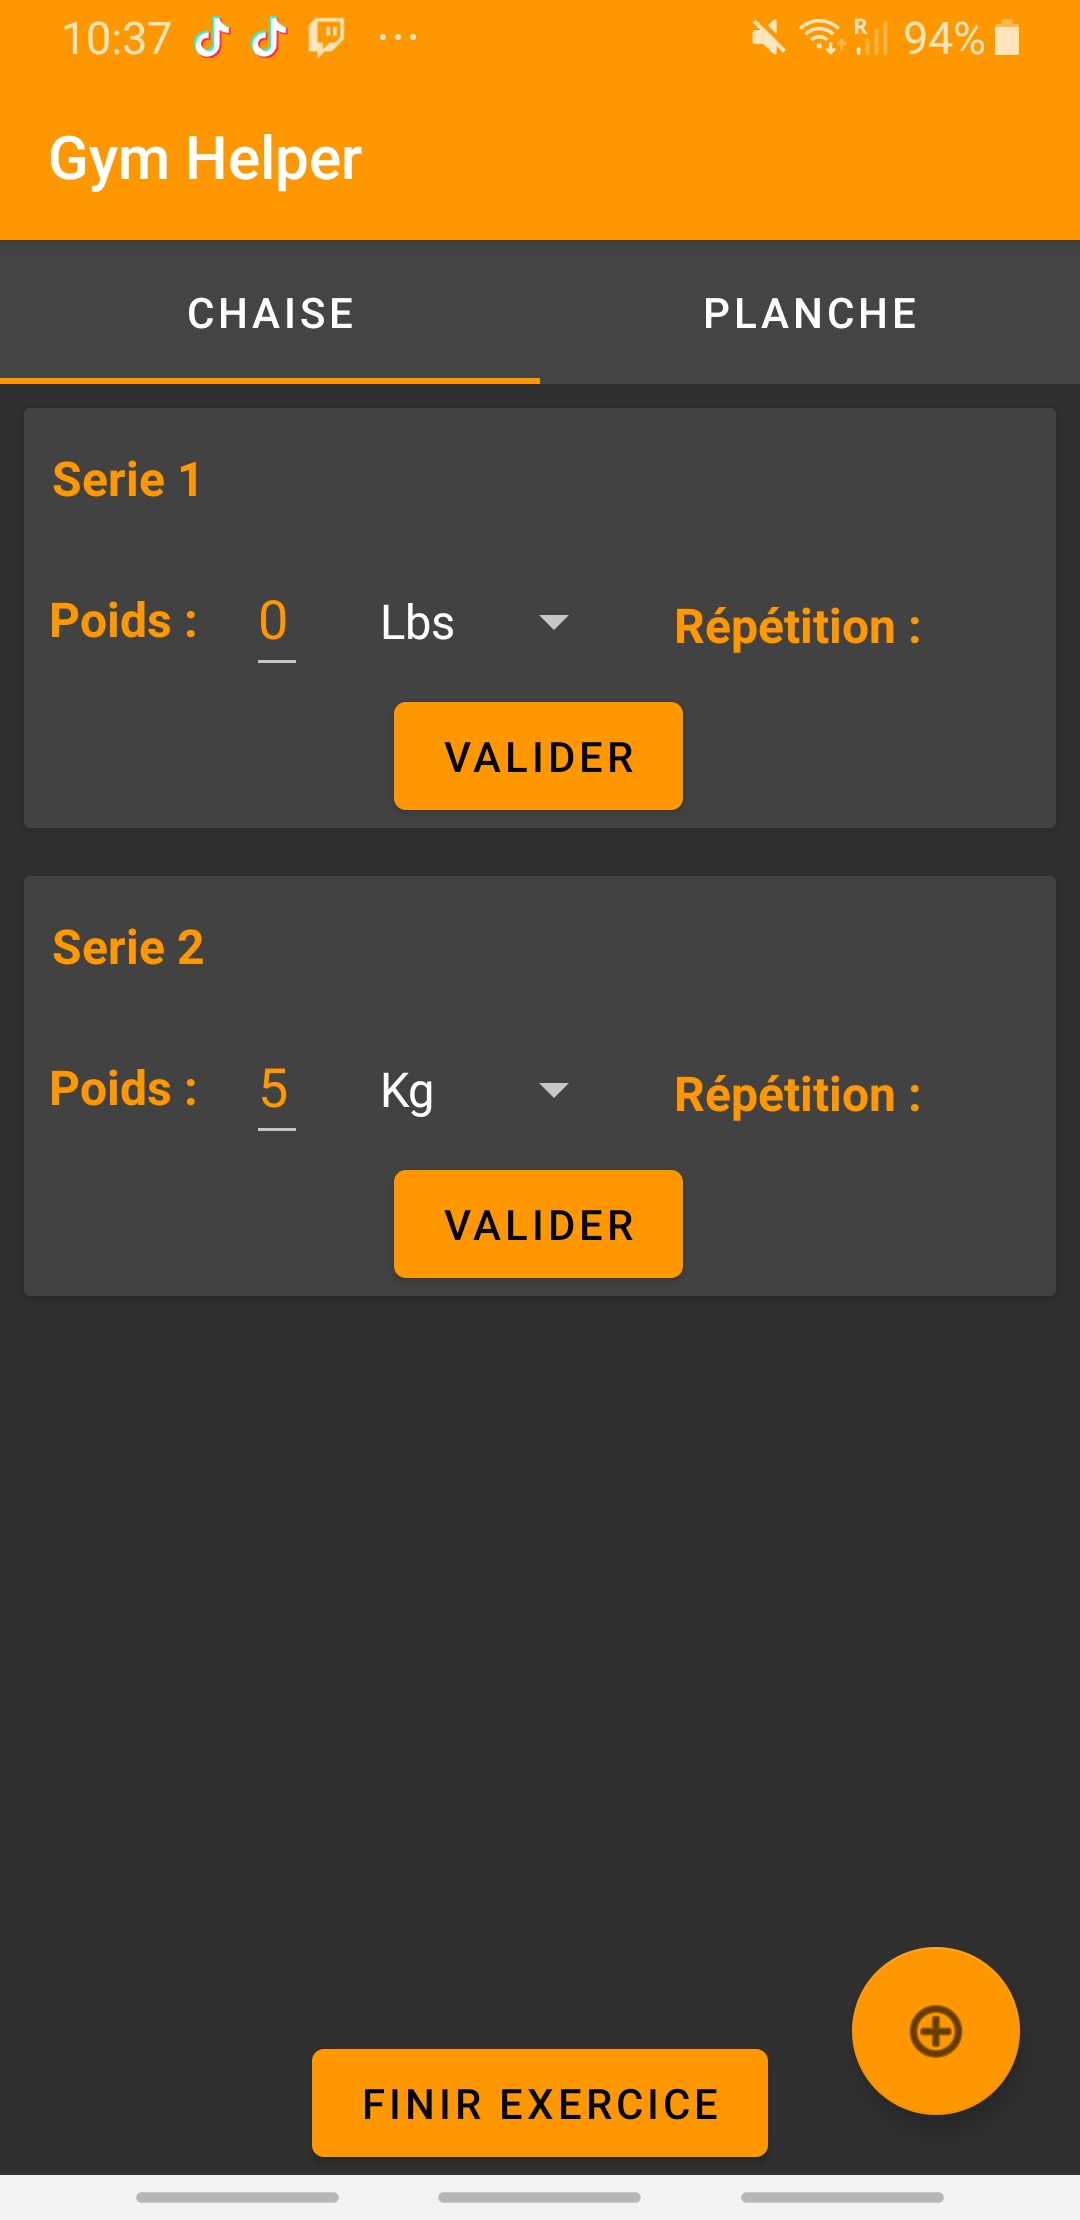 10:37 ... R 94%
Gym Helper
CHAISE PLANCHE
Serie 1
Poids : 0 Lbs Répétition :
VALIDER
Serie 2
Poids : 5 Kg Répétition :
VALIDER
FINIR EXERCICE